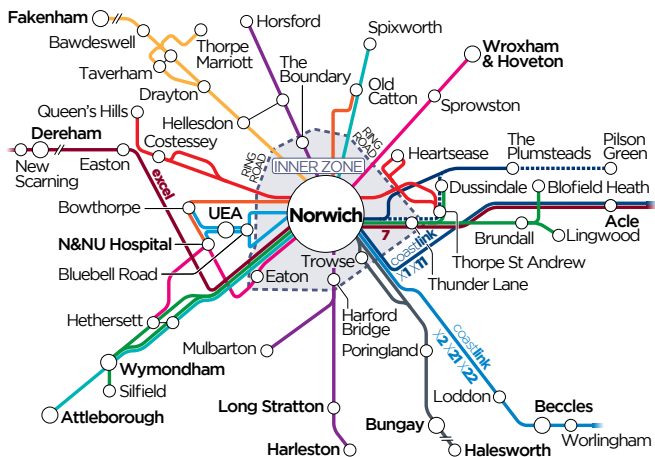 Fakenham
Bawdeswell
Thorpe
Marriott
Taverham
Drayton
Horsford
The
Boundary
Hellesdon
Spixworth
Old
Catton
Wroxham
& Hoveton
Sprowston
Queen's Hills
Costessey
Dereham
New
Scarning
Easton
excel
RING
ROAD
RING
ROAD
INNER ZONE
Heartsease
The
Plumsteads
Pilson
Green
Dussindale
Blofield Heath
Bowthorpe
UEA
Norwich
N&NU Hospital
Bluebell Road
7
Acle
Brundall
Lingwood
Thorpe St Andrew
Thunder Lane
coastlink
X1 X11
Trowse
Eaton
Harford
Bridge
Hethersett
Mulbarton
Poringland
coastlink
X2 X21 X22
Wymondham
Silfield
Attleborough
Long Stratton
Harleston
Bungay
Halesworth
Loddon
Beccles
Worlingham